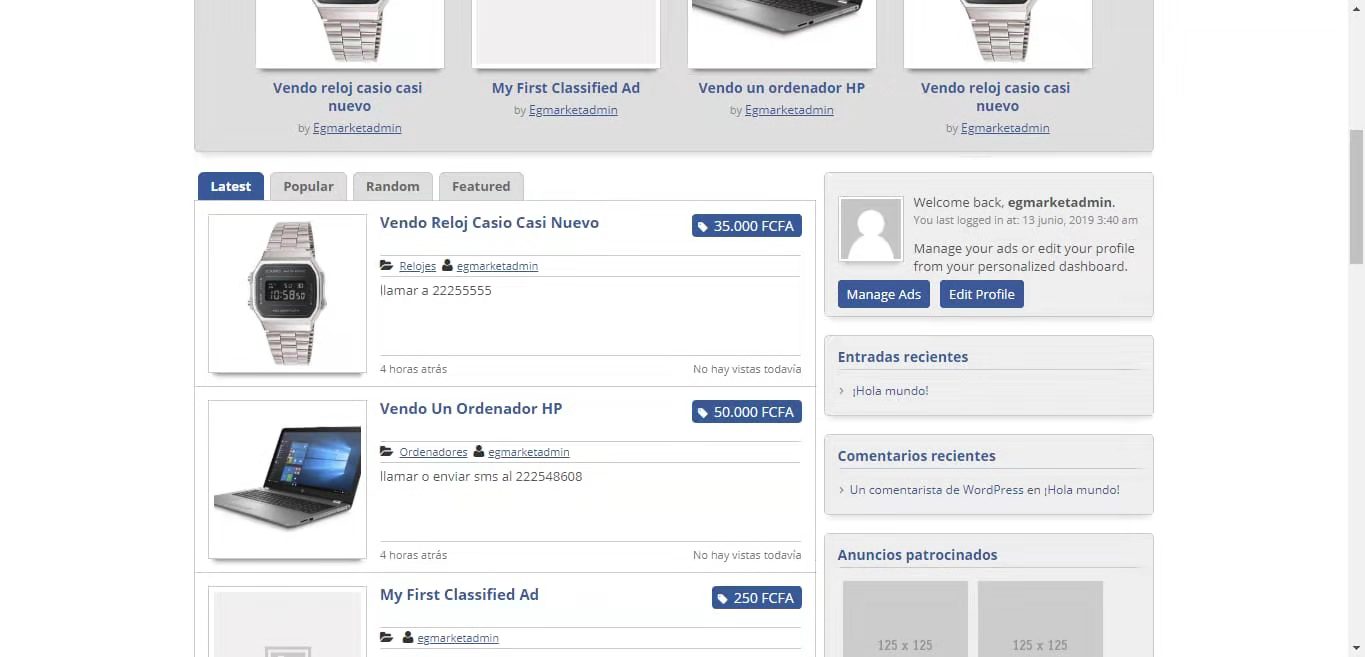 Vendo reloj casio casi
nuevo
by Egmarketadmin
My First Classified Ad
by Egmarketadmin
Vendo un ordenador HP
by Egmarketadmin
Vendo reloj casio casi
nuevo
by Egmarketadmin
Latest
Popular
Random
Featured
Vendo Reloj Casio Casi Nuevo
35.000 FCFA
Relojes egmarketadmin
llamar a 22255555
4 horas atrás
No hay vistas todavía
Vendo Un Ordenador HP
50.000 FCFA
Ordenadores egmarketadmin
llamar o enviar sms al 222548608
4 horas atrás
No hay vistas todavía
My First Classified Ad
250 FCFA
egmarketadmin
Welcome back, egmarketadmin.
You last logged in at: 13 junio, 2019 3:40 am
Manage your ads or edit your profile
from your personalized dashboard.
Manage Ads
Edit Profile
Entradas recientes
¡Hola mundo!
Comentarios recientes
Un comentarista de WordPress en ¡Hola mundo!
Anuncios patrocinados
125 x 125
125 x 125